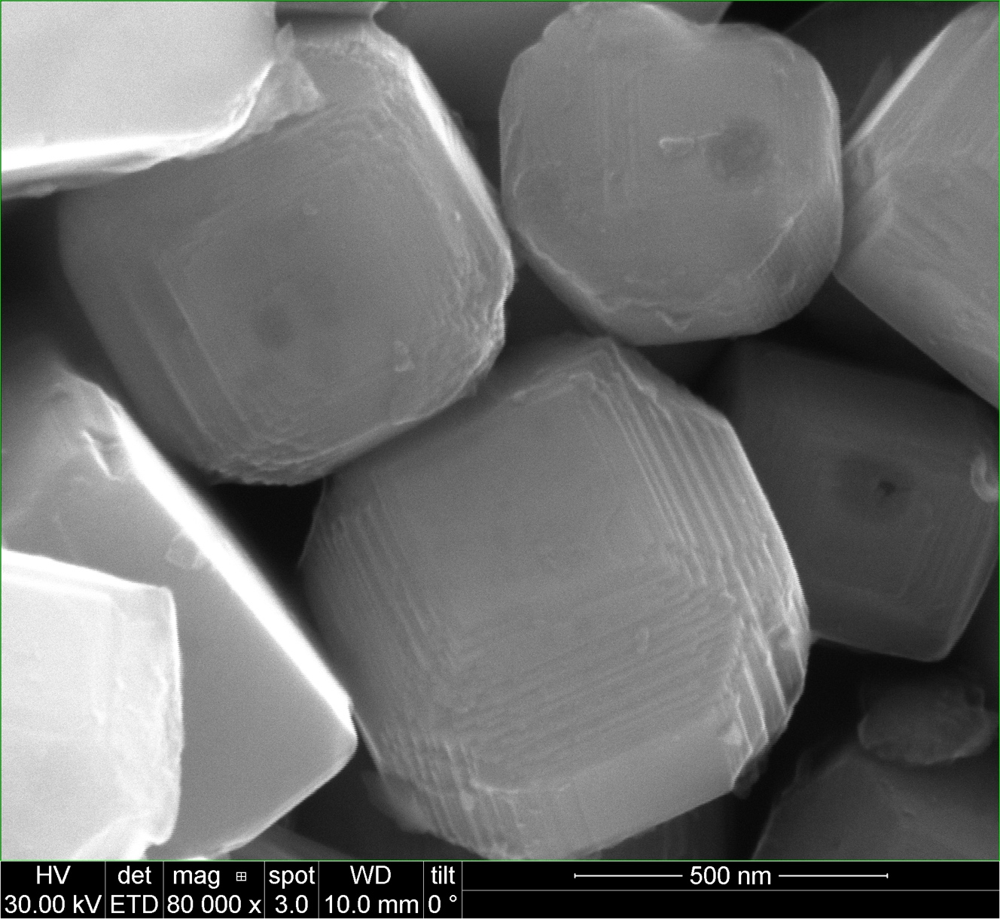 HV det mag ⊞ spot WD tilt
30.00 kV ETD 80 000 x 3.0 10.0 mm 0 °
500 nm